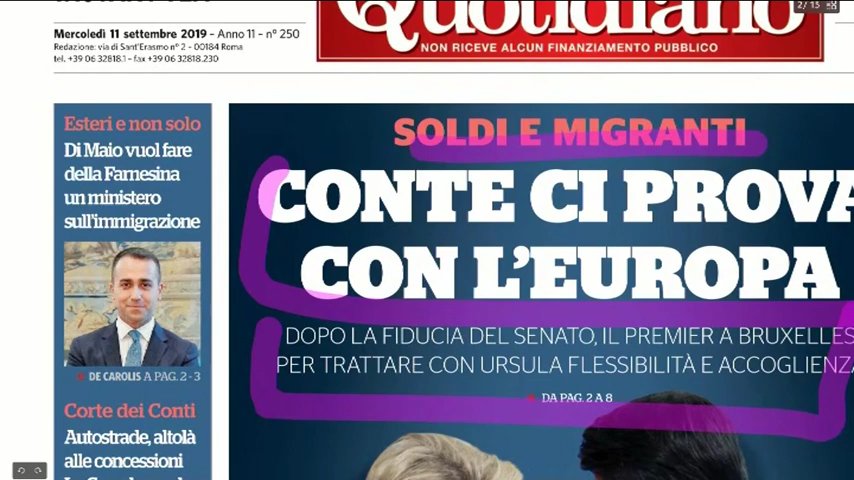 2/15
Quotidiano
NON RICEVE ALCUN FINANZIAMENTO PUBBLICO
Mercoledì 11 settembre 2019 - Anno 11 - nº 250
Redazione: via di Sant'Erasmo nº 2 - 00184 Roma
tel. +39 06 32818.1 - fax +39 06 32818.230
Esteri e non solo
Di Maio vuol fare
della Farnesina
un ministero
sull'immigrazione
DE CAROLIS A PAG. 2 - 3
Corte dei Conti
Autostrade, altolà
alle concessioni
SOLDI E MIGRANTI
CONTE CI PROVA
CON L'EUROPA
DOPO LA FIDUCIA DEL SENATO, IL PREMIER A BRUXELLES
PER TRATTARE CON URSULA FLESSIBILITÀ E ACCOGLIENZA
DA PAG. 2 A 8